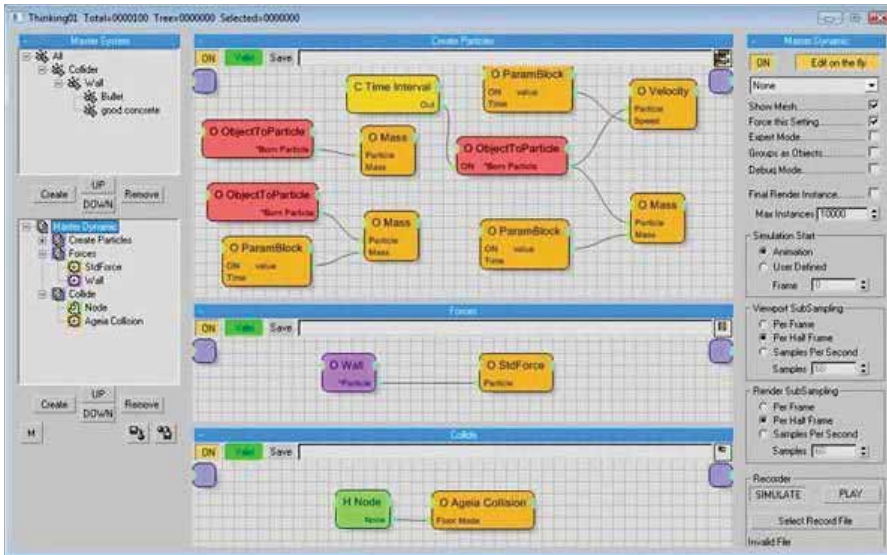 Thinking01 Total=0000100 Tree=0000000 Selected=0000000
Master System
All
Collider
Wall
Bullet
good.concrete
Create
UP
DOWN
Remove
Master Dynamic
Create Particles
Forces
StdForce
Wall
Collide
Node
Ageia Collision
Create
UP
DOWN
Remove
M
Create Particles
ON Valid Save
C Time Interval
Out
O ParamBlock
ON value
Time
O Velocity
Particle
Speed
O ObjectToParticle
*Born Particle
O Mass
Particle
Mass
O ObjectToParticle
ON *Born Particle
O ObjectToParticle
*Born Particle
O Mass
Particle
Mass
O Mass
Particle
Mass
O ParamBlock
ON value
Time
O ParamBlock
ON value
Time
Forces
ON Valid Save
O Wall
*Particle
O StdForce
Particle
Collide
ON Valid Save
H Node
Node
O Ageia Collision
Floor Node
Master Dynamic
ON Edit on the fly
None
Show Mesh
Force this Setting
Expert Mode
Groups as Objects
Debug Mode
Final Render Instance
Max Instances 10000
Simulation Start
Animation
User Defined
Frame 0
Viewport SubSampling
Per Frame
Per Half Frame
Samples Per Second
Samples
Render SubSampling
Per Frame
Per Half Frame
Samples Per Second
Samples
Recorder
SIMULATE PLAY
Select Record File
Invalid File